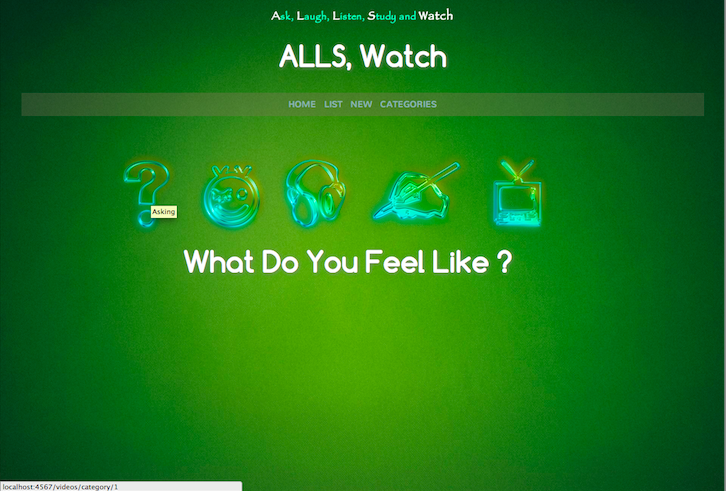 Ask, Laugh, Listen, Study and Watch
ALLS, Watch
HOME LIST NEW CATEGORIES
Asking
What Do You Feel Like ?
localhost:4567/videos/category/1